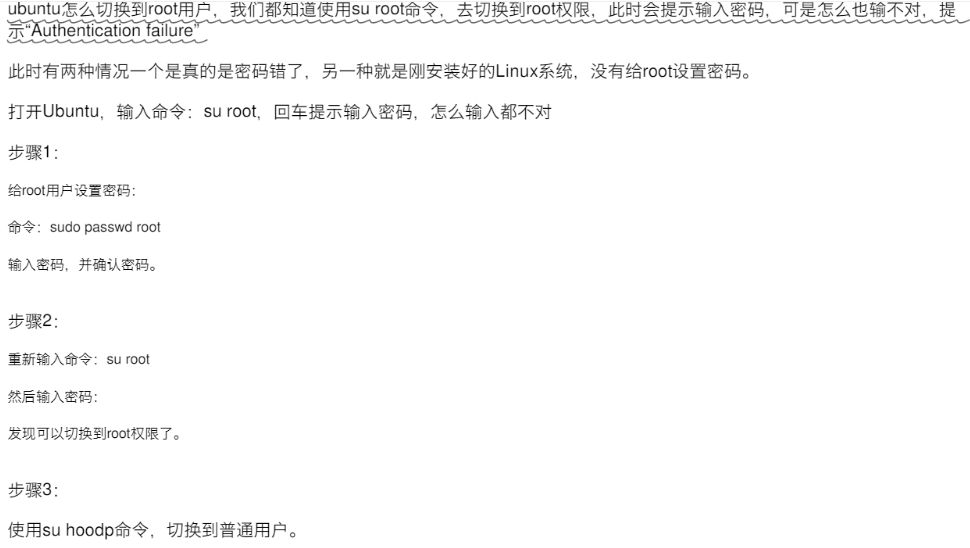 ubuntu怎么切换到root用户，我们都知道使用su root命令，去切换到root权限，此时会提示输入密码，可是怎么也输不对，提
示“Authentication failure”
此时有两种情况一个是真的是密码错了，另一种就是刚安装好的Linux系统，没有给root设置密码。
打开Ubuntu，输入命令：su root，回车提示输入密码，怎么输入都不对
步骤1：
给root用户设置密码：
命令：sudo passwd root
输入密码，并确认密码。
步骤2：
重新输入命令：su root
然后输入密码：
发现可以切换到root权限了。
步骤3：
使用su hoodp命令，切换到普通用户。